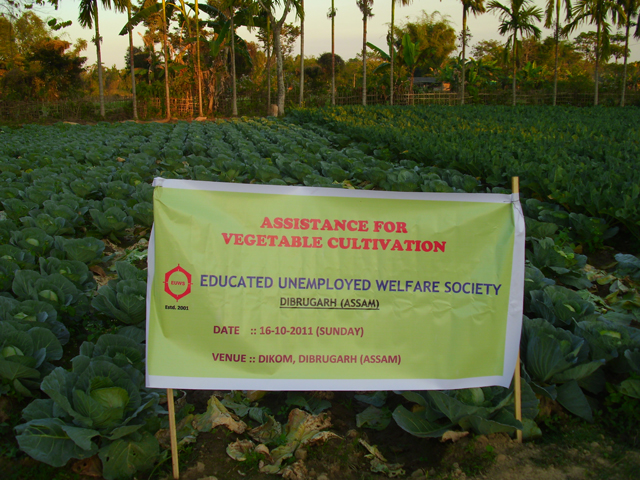 ASSISTANCE FOR
VEGETABLE CULTIVATION
EUWS
Estd. 2001
EDUCATED UNEMPLOYED WELFARE SOCIETY
DIBRUGARH (ASSAM)
DATE :: 16-10-2011 (SUNDAY)
VENUE :: DIKOM, DIBRUGARH (ASSAM)